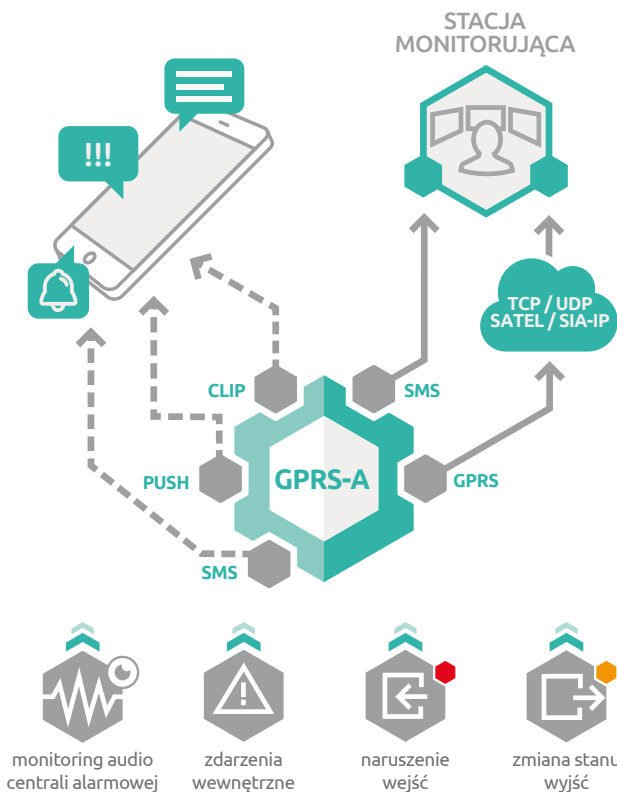 STACJA
MONITORUJĄCA
!!!
TCP / UDP
SATEL / SIA-IP
CLIP
SMS
PUSH
GPRS-A
GPRS
SMS
monitoring audio
centrali alarmowej
zdarzenia
wewnętrzne
naruszenie
wejść
zmiana stanu
wyjść